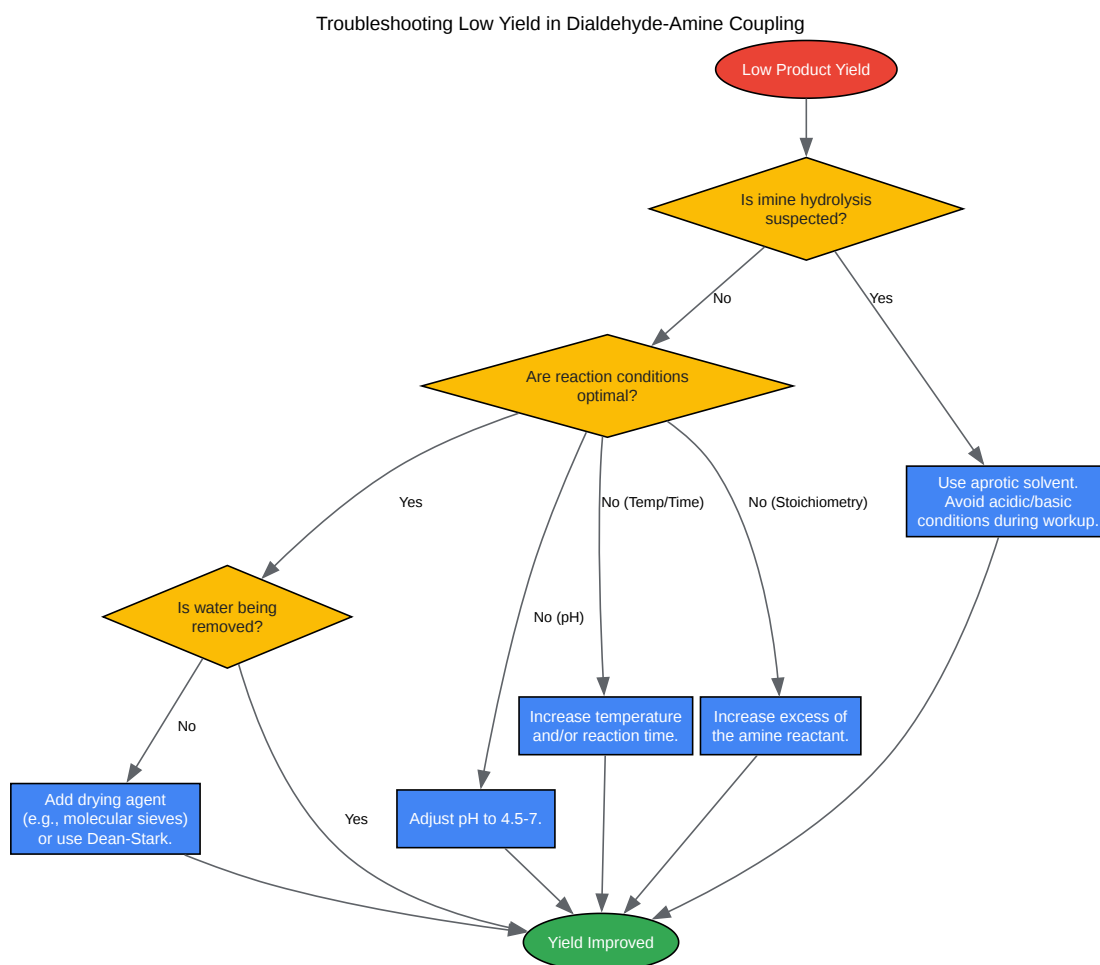 Troubleshooting Low Yield in Dialdehyde-Amine Coupling
Low Product Yield
Is imine hydrolysis
suspected?
No
Yes
Are reaction conditions
optimal?
Use aprotic solvent.
Avoid acidic/basic
conditions during workup.
Yes
No (Temp/Time)
No (Stoichiometry)
No (pH)
Is water being
removed?
Increase temperature
and/or reaction time.
Increase excess of
the amine reactant.
No
Yes
Add drying agent
(e.g., molecular sieves)
or use Dean-Stark.
Adjust pH to 4.5-7.
Yield Improved